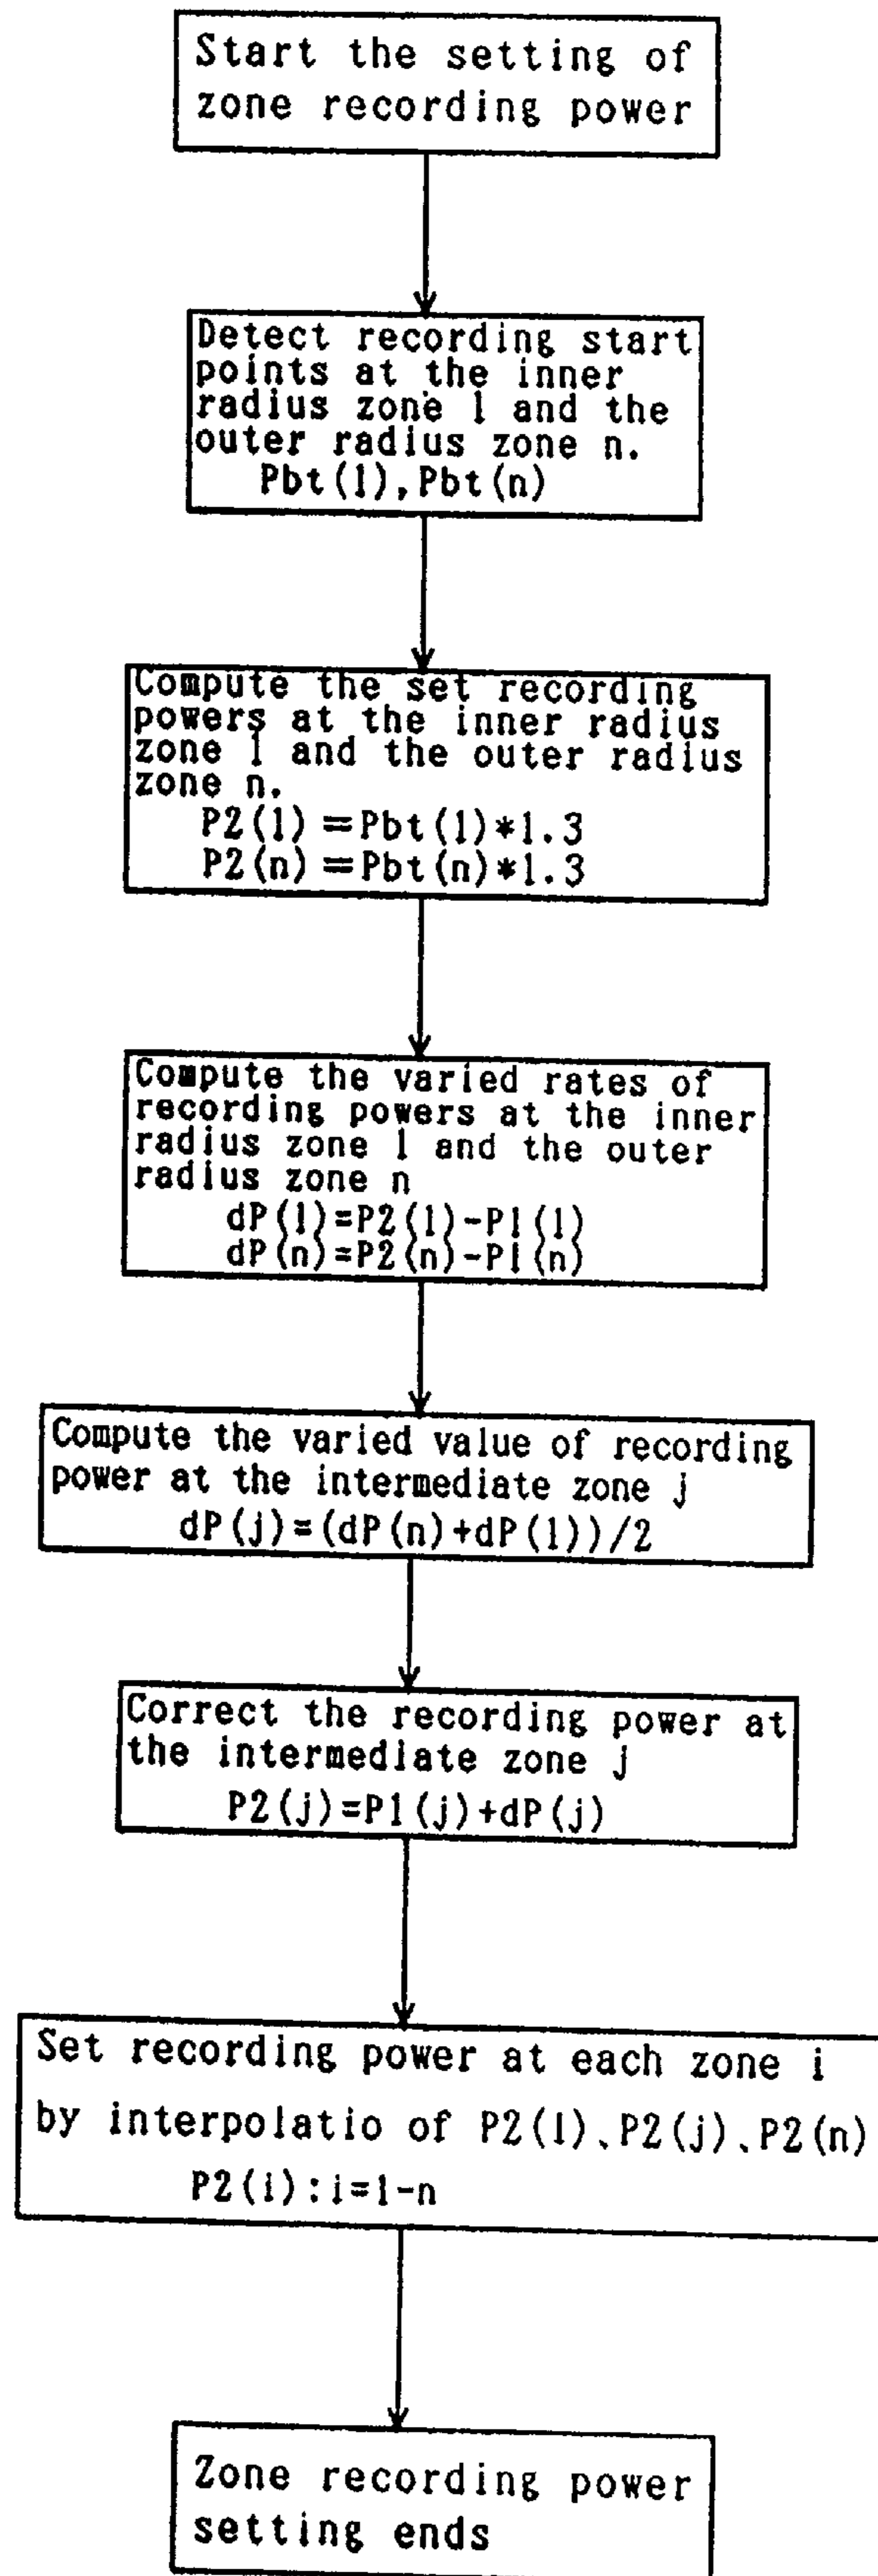 Start the setting of
zone recording power
Detect recording start
points at the inner
radius zone 1 and the
outer radius zone n.
Pbt(1),Pbt(n)
Compute the set recording
powers at the inner radius
zone 1 and the outer radius
zone n.
P2(1)=Pbt(1)*1.3
P2(n)=Pbt(n)*1.3
Compute the varied rates of
recording powers at the inner
radius zone 1 and the outer
radius zone n
dP(1)=P2(1)-P1(1)
dP(n)=P2(n)-P1(n)
Compute the varied value of recording
power at the intermediate zone j
dP(j)=(dP(n)+dP(1))/2
Correct the recording power at
the intermediate zone j
P2(j)=P1(j)+dP(j)
Set recording power at each zone i
by interpolatio of P2(1)、P2(j)、P2(n)
P2(i):i=1-n
Zone recording power
setting ends